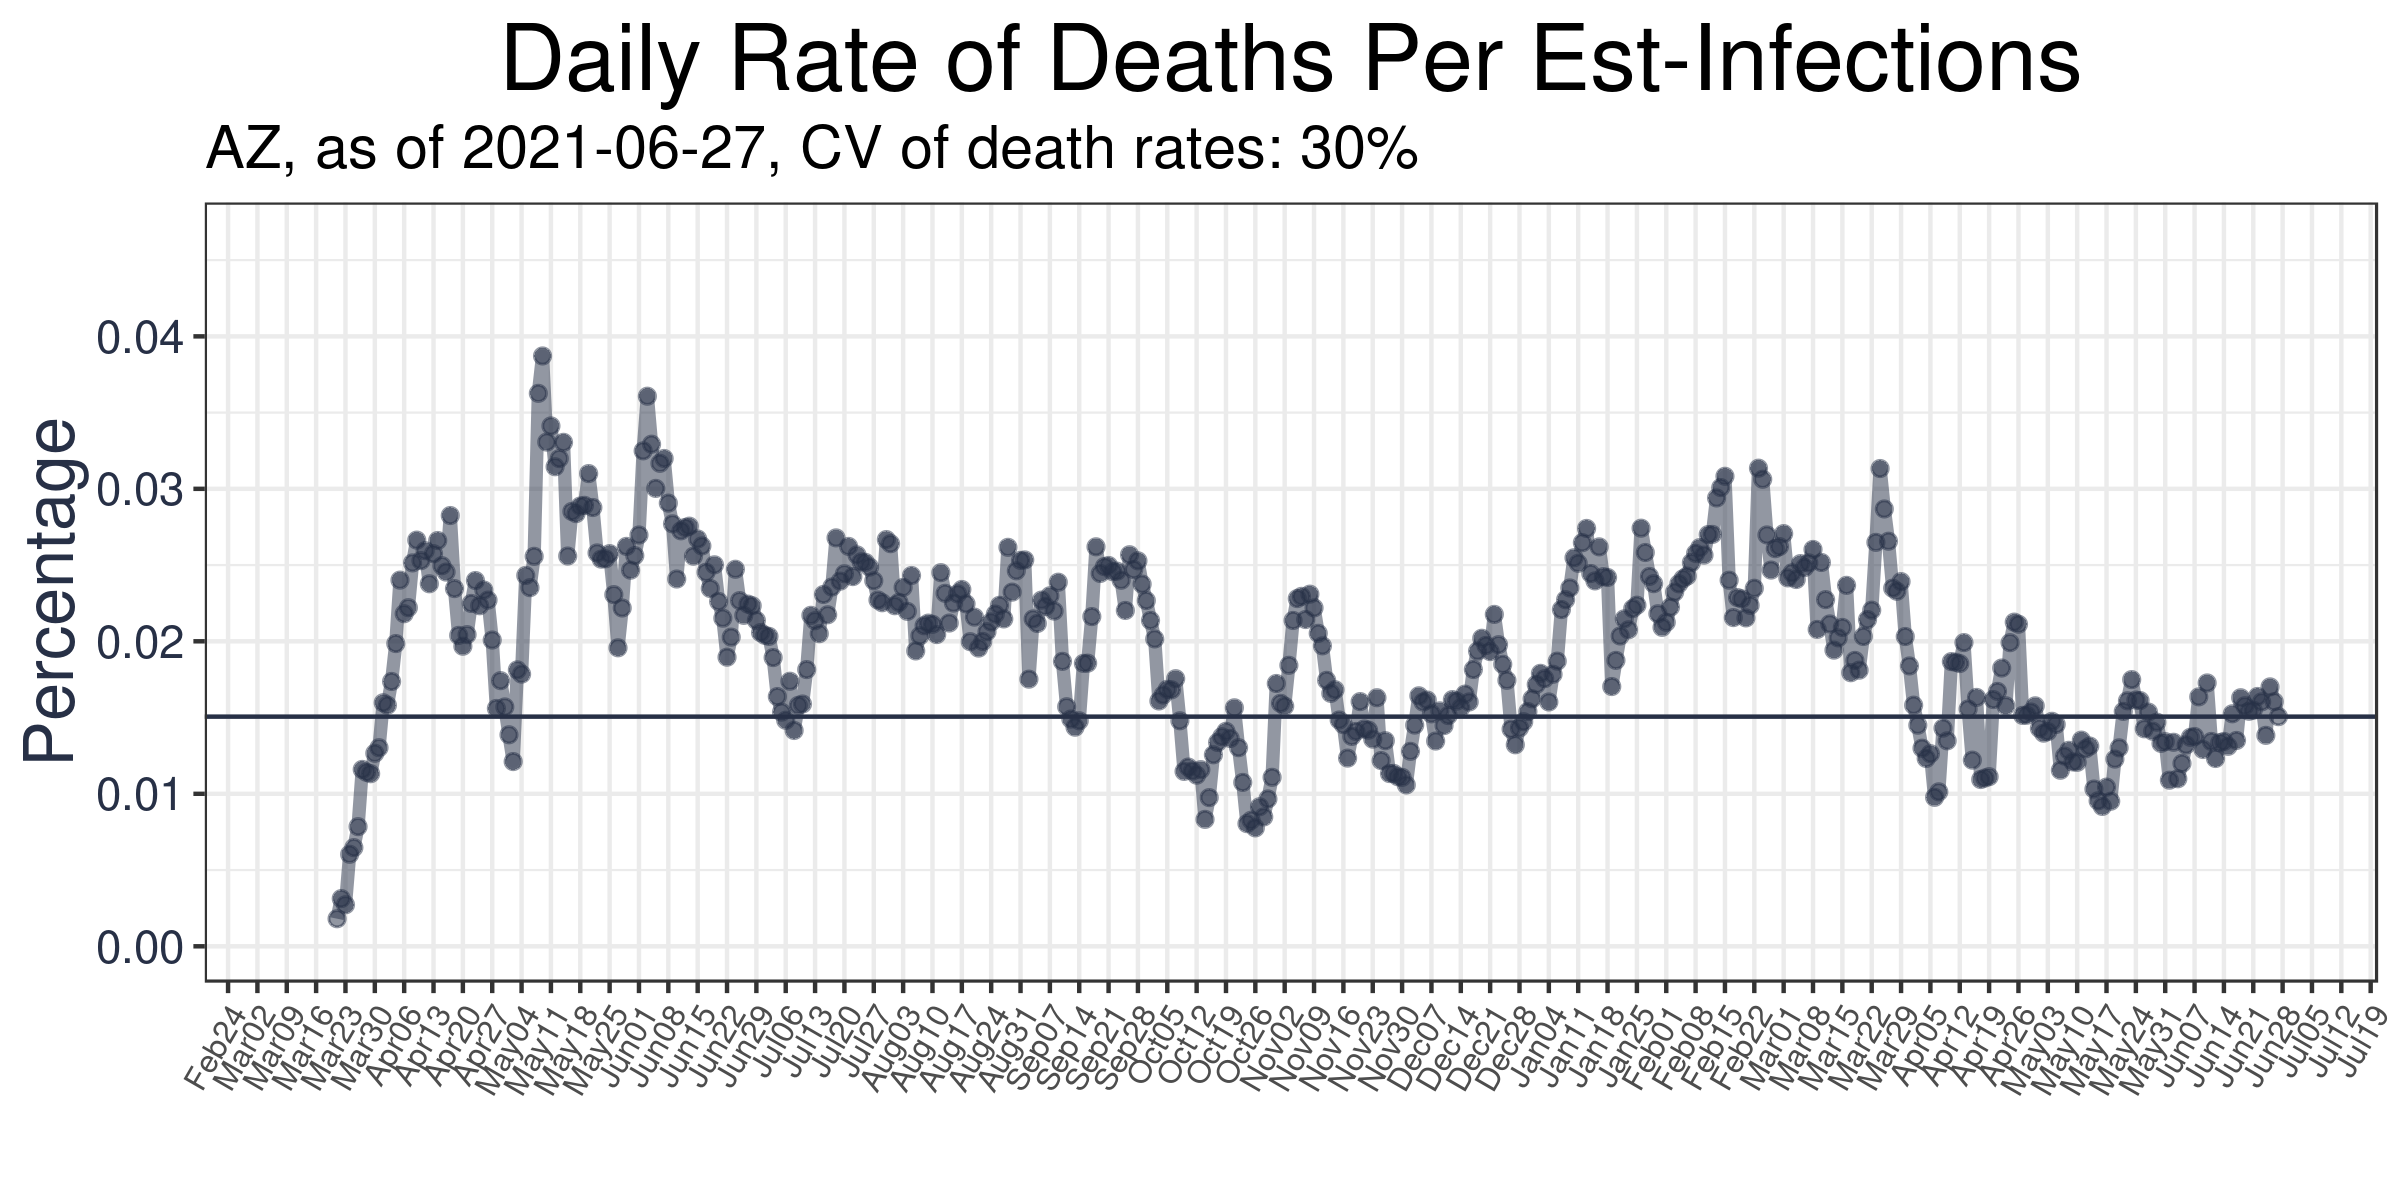 Daily Rate of Deaths Per Est-Infections
AZ, as of 2021-06-27, CV of death rates: 30%
Percentage
0.04
0.03
0.02
0.01
0.00
Feb24 Mar02 Mar09 Mar16 Mar23 Mar30 Apr06 Apr13 Apr20 Apr27 May04 May11 May18 May25 Jun01 Jun08 Jun15 Jun22 Jun29 Jul06 Jul13 Jul20 Jul27 Aug03 Aug10 Aug17 Aug24 Aug31 Sep07 Sep14 Sep21 Sep28 Oct05 Oct12 Oct19 Oct26 Nov02 Nov09 Nov16 Nov23 Nov30 Dec07 Dec14 Dec21 Dec28 Jan04 Jan11 Jan18 Jan25 Feb01 Feb08 Feb15 Feb22 Mar01 Mar08 Mar15 Mar22 Mar29 Apr05 Apr12 Apr19 Apr26 May03 May10 May17 May24 May31 Jun07 Jun14 Jun21 Jun28 Jul05 Jul12 Jul19